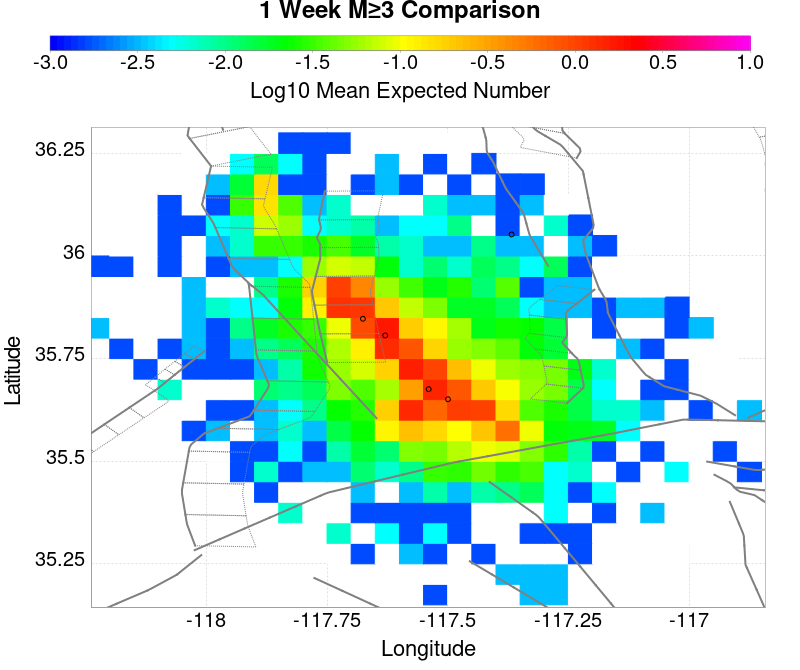 1 Week M≥3 Comparison
-3.0 -2.5 -2.0 -1.5 -1.0 -0.5 0.0 0.5 1.0
Log10 Mean Expected Number
36.25
36
35.75
35.5
35.25
Latitude
-118 -117.75 -117.5 -117.25 -117
Longitude